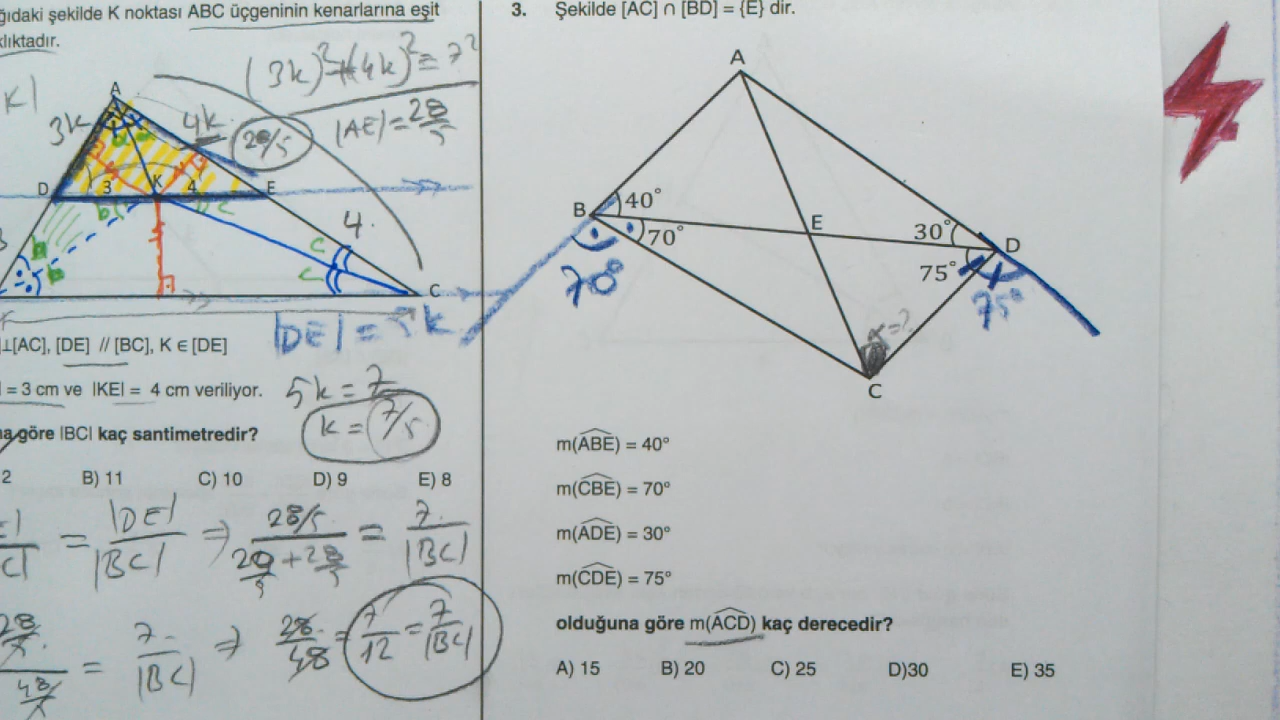 ğıdaki şekilde K noktası ABC üçgeninin kenarlarına eşit
klıktadır.
(3k)²+(4k)²=7²
|AE|=28/5
k|
A
3k
4k
28/5
D
3
K
4
E
b
c
4
c
b
b
c
C
|DE| = 5k
⊥[AC], [DE] // [BC], K ∈ [DE]
| = 3 cm ve |KE| = 4 cm veriliyor.
5k = 7
k = 7/5
na göre |BC| kaç santimetredir?
2 B) 11 C) 10 D) 9 E) 8
= |DE| / |BC| ⇒ 28/5 = 7 / |BC|
= 7 / |BC| ⇒ 28/48 = 7/12 = 7/|BC|
3. Şekilde [AC] ∩ [BD] = {E} dir.
A
B
40°
70°
E
30°
D
75°
70°
75°
x=?
C
m(ABE) = 40°
m(CBE) = 70°
m(ADE) = 30°
m(CDE) = 75°
olduğuna göre m(ACD) kaç derecedir?
A) 15 B) 20 C) 25 D)30 E) 35